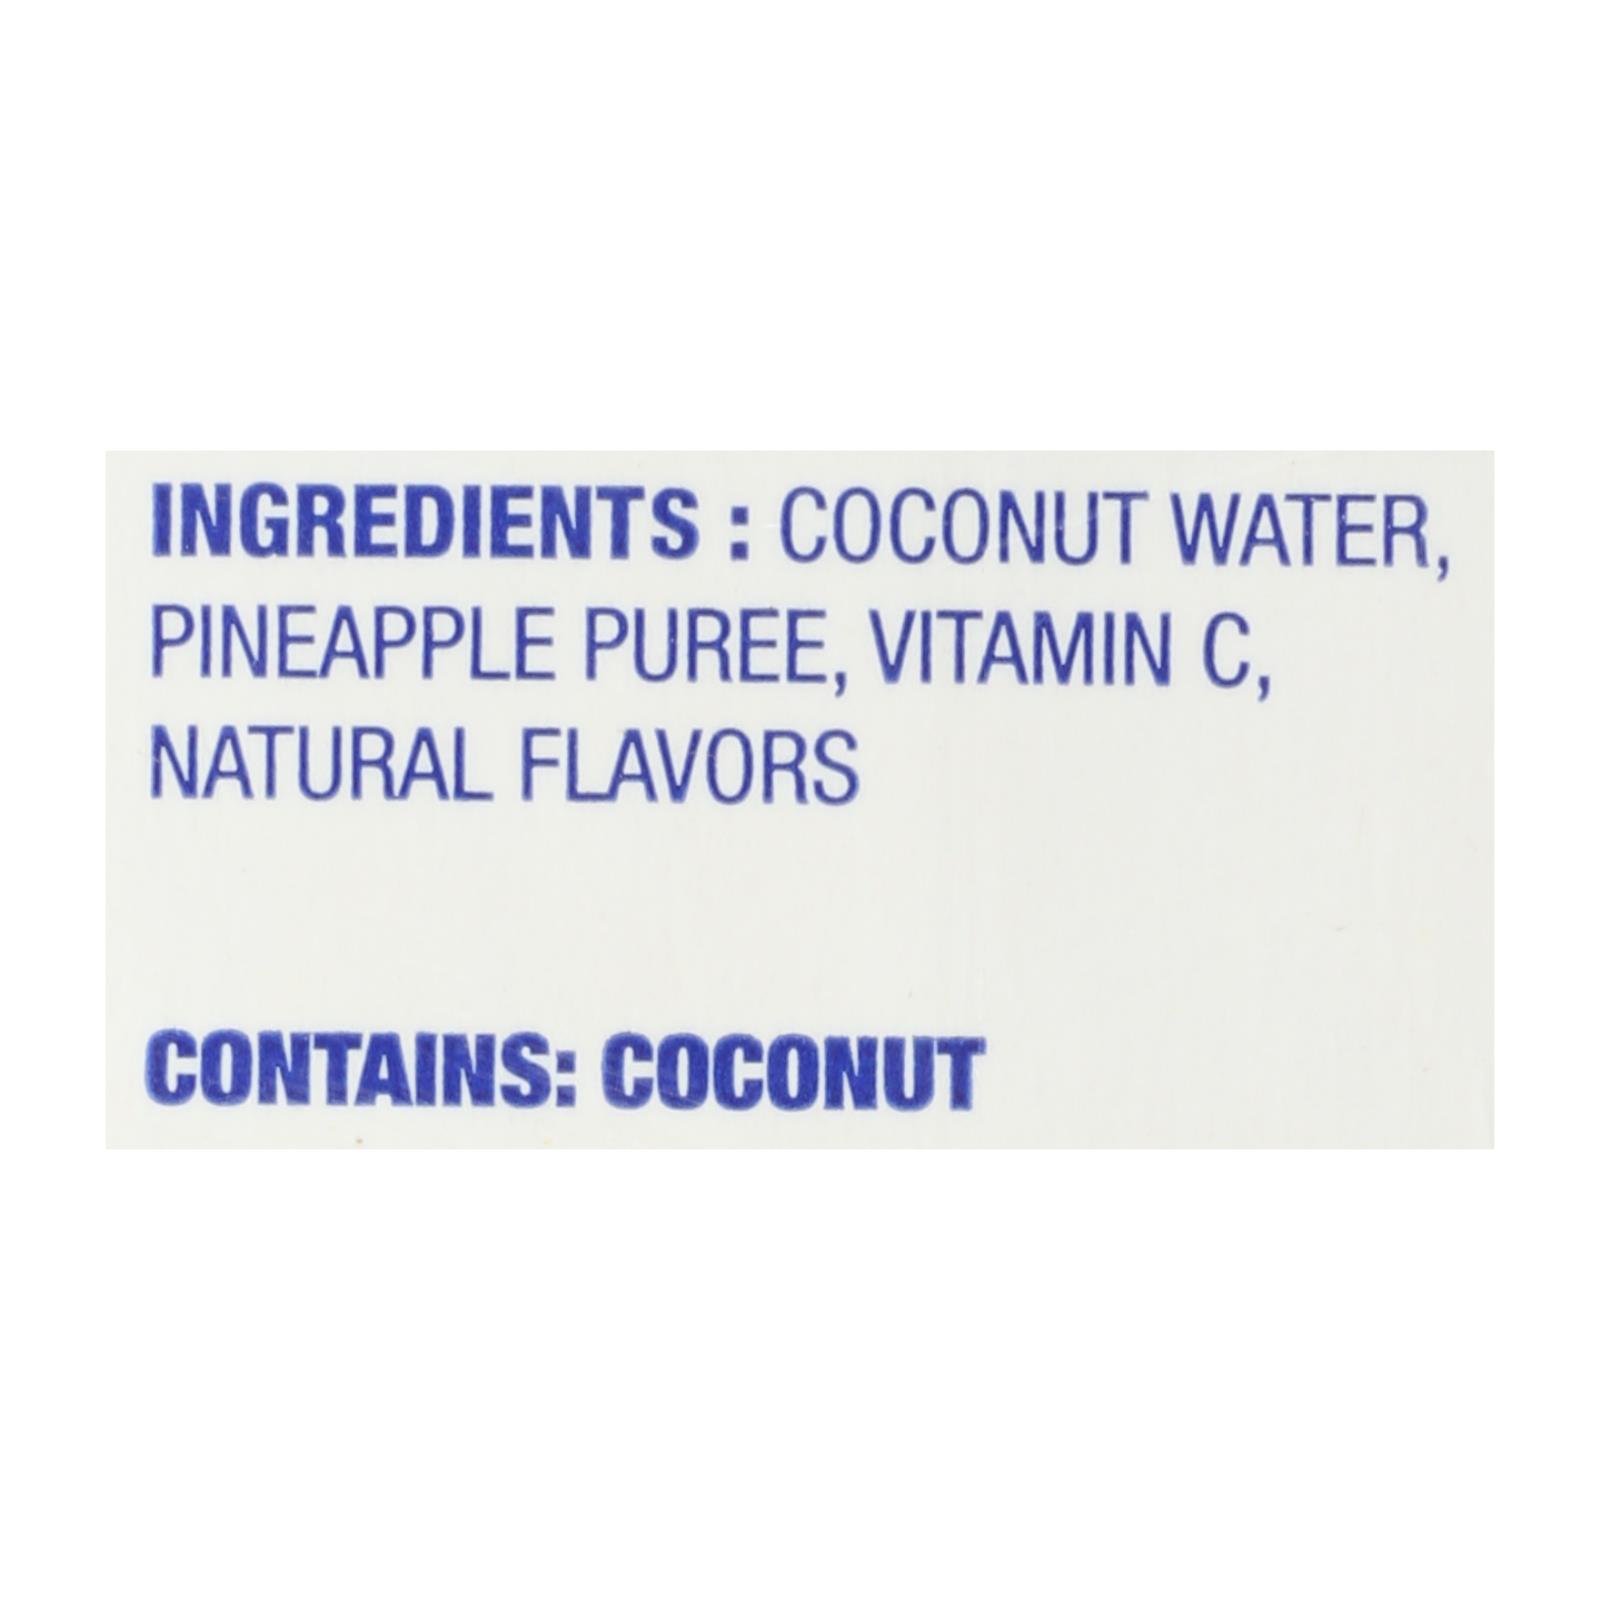 INGREDIENTS : COCONUT WATER,
PINEAPPLE PUREE, VITAMIN C,
NATURAL FLAVORS
CONTAINS: COCONUT